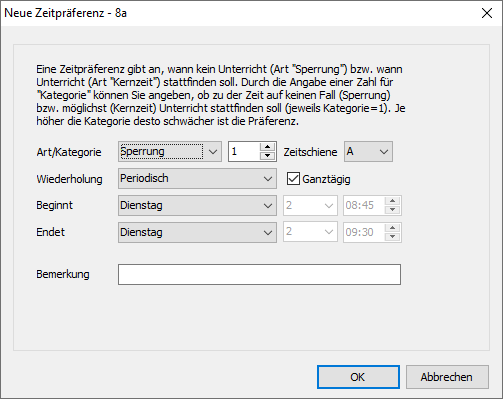 Neue Zeitpräferenz - 8a
Eine Zeitpräferenz gibt an, wann kein Unterricht (Art "Sperrung") bzw. wann
Unterricht (Art "Kernzeit") stattfinden soll. Durch die Angabe einer Zahl für
"Kategorie" können Sie angeben, ob zu der Zeit auf keinen Fall (Sperrung)
bzw. möglichst (Kernzeit) Unterricht stattfinden soll (jeweils Kategorie=1). Je
höher die Kategorie desto schwächer ist die Präferenz.
Art/Kategorie Sperrung 1 Zeitschiene A
Wiederholung Periodisch Ganztägig
Beginnt Dienstag 2 08:45
Endet Dienstag 2 09:30
Bemerkung
OK Abbrechen